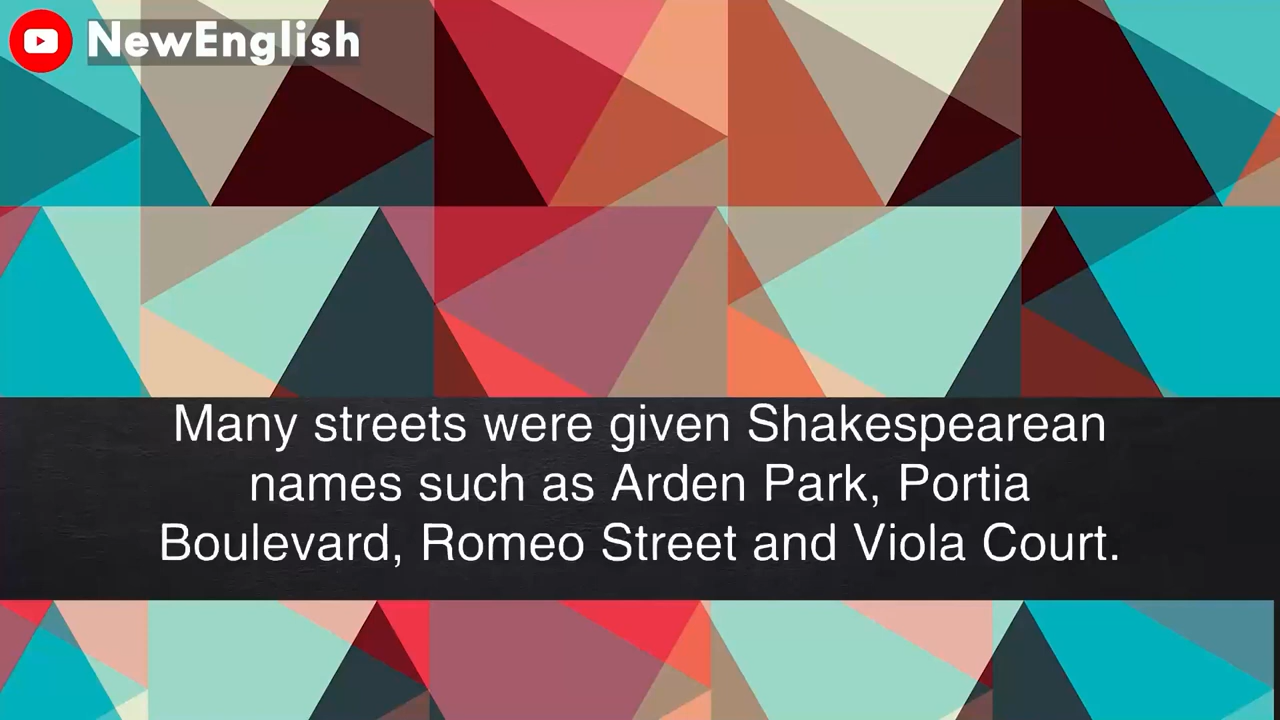 NewEnglish
Many streets were given Shakespearean
names such as Arden Park, Portia
Boulevard, Romeo Street and Viola Court.